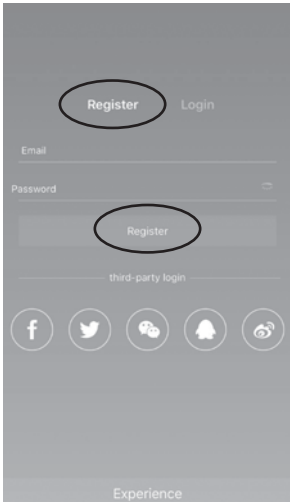 Register Login
Email
Password
Register
third-party login
Experience